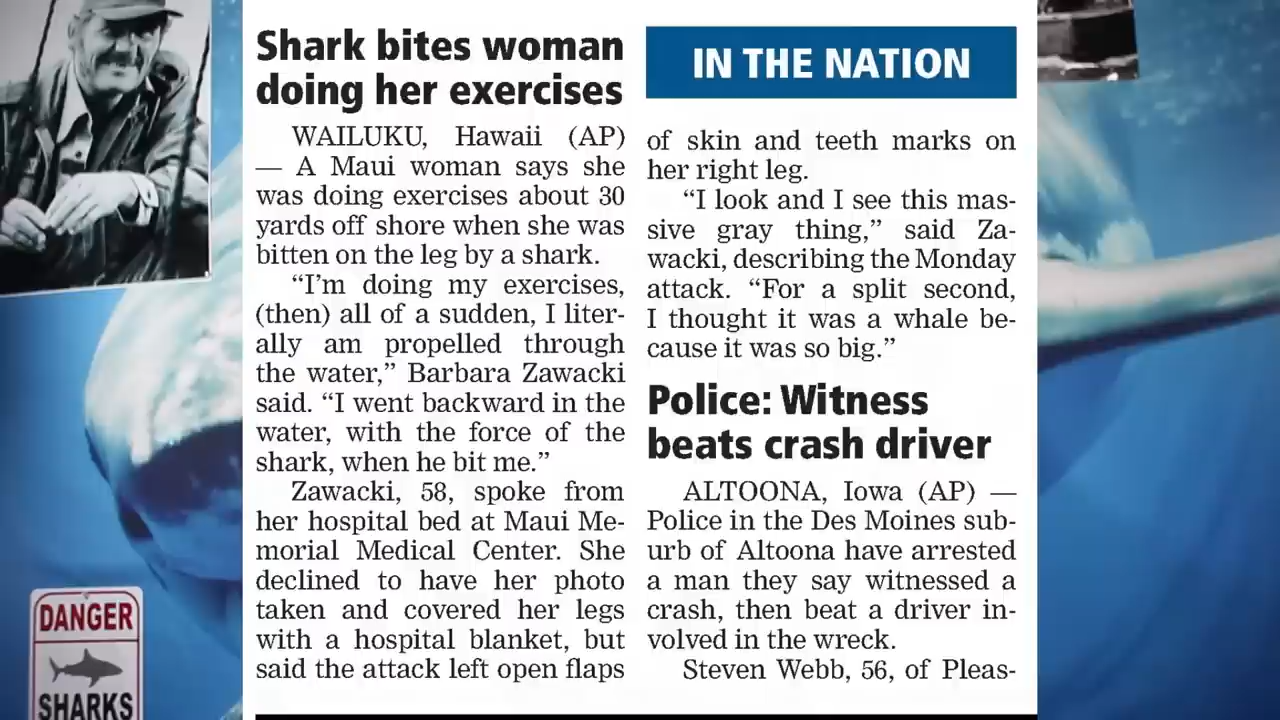 Shark bites woman
doing her exercises
WAILUKU, Hawaii (AP)
— A Maui woman says she
was doing exercises about 30
yards off shore when she was
bitten on the leg by a shark.
“I’m doing my exercises,
(then) all of a sudden, I liter-
ally am propelled through
the water,” Barbara Zawacki
said. “I went backward in the
water, with the force of the
shark, when he bit me.”
Zawacki, 58, spoke from
her hospital bed at Maui Me-
morial Medical Center. She
declined to have her photo
taken and covered her legs
with a hospital blanket, but
said the attack left open flaps
IN THE NATION
of skin and teeth marks on
her right leg.
“I look and I see this mas-
sive gray thing,” said Za-
wacki, describing the Monday
attack. “For a split second,
I thought it was a whale be-
cause it was so big.”
Police: Witness
beats crash driver
ALTOONA, Iowa (AP) —
Police in the Des Moines sub-
urb of Altoona have arrested
a man they say witnessed a
crash, then beat a driver in-
volved in the wreck.
Steven Webb, 56, of Pleas-
DANGER
SHARKS